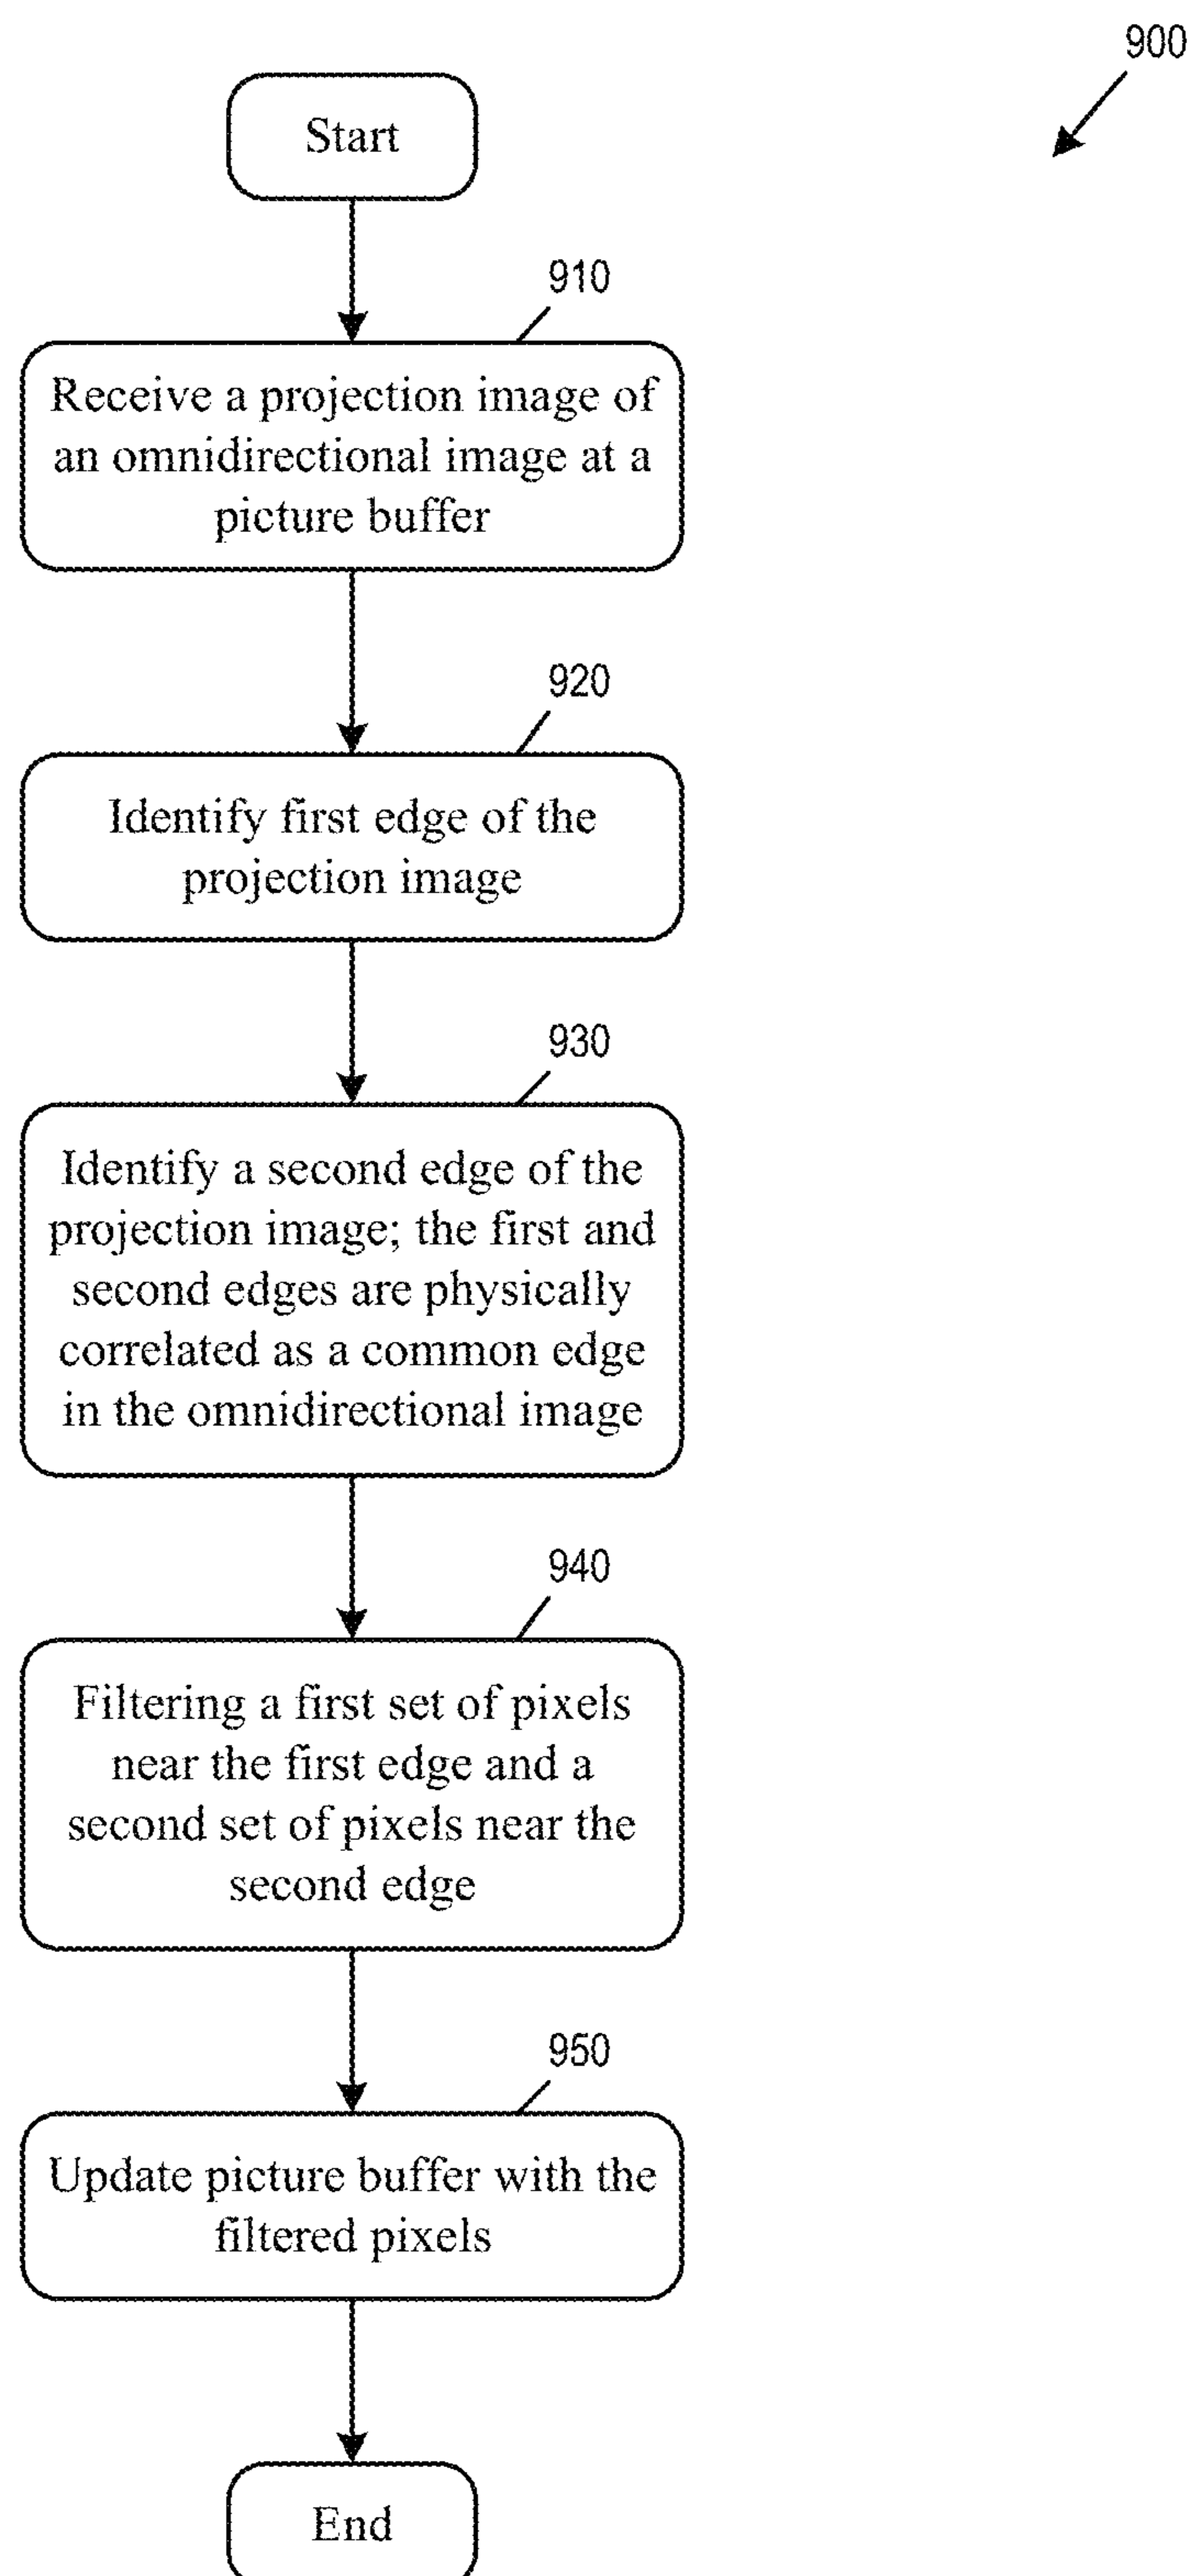 900
Start
910
Receive a projection image of
an omnidirectional image at a
picture buffer
920
Identify first edge of the
projection image
930
Identify a second edge of the
projection image; the first and
second edges are physically
correlated as a common edge
in the omnidirectional image
940
Filtering a first set of pixels
near the first edge and a
second set of pixels near the
second edge
950
Update picture buffer with the
filtered pixels
End